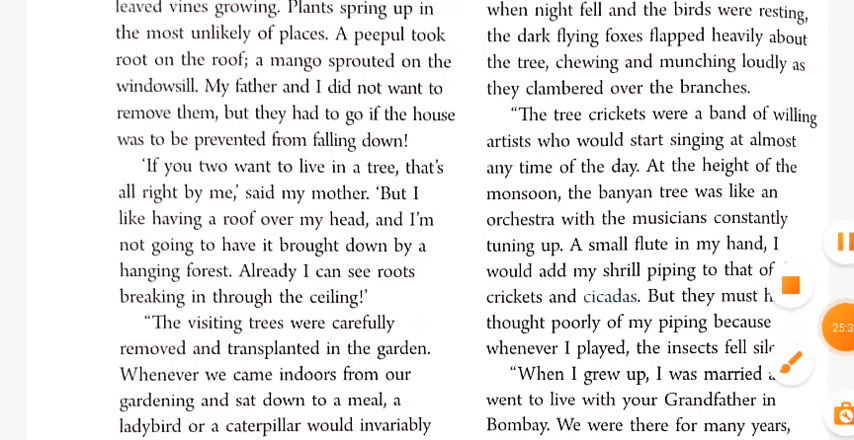 leaved vines growing. Plants spring up in
the most unlikely of places. A peepul took
root on the roof; a mango sprouted on the
windowsill. My father and I did not want to
remove them, but they had to go if the house
was to be prevented from falling down!
‘If you two want to live in a tree, that’s
all right by me,’ said my mother. ‘But I
like having a roof over my head, and I’m
not going to have it brought down by a
hanging forest. Already I can see roots
breaking in through the ceiling!’
“The visiting trees were carefully
removed and transplanted in the garden.
Whenever we came indoors from our
gardening and sat down to a meal, a
ladybird or a caterpillar would invariably
when night fell and the birds were resting,
the dark flying foxes flapped heavily about
the tree, chewing and munching loudly as
they clambered over the branches.
“The tree crickets were a band of willing
artists who would start singing at almost
any time of the day. At the height of the
monsoon, the banyan tree was like an
orchestra with the musicians constantly
tuning up. A small flute in my hand, I
would add my shrill piping to that of
crickets and cicadas. But they must
thought poorly of my piping because
whenever I played, the insects fell
“When I grew up, I was married
went to live with your Grandfather in
Bombay. We were there for many years,
25:3